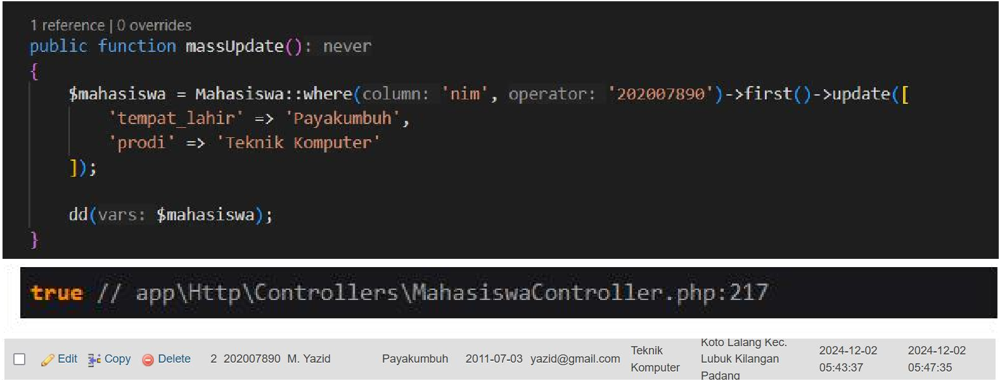 1 reference | 0 overrides
public function massUpdate(): never
{
$mahasiswa = Mahasiswa::where(column: 'nim', operator: '202007890')->first()->update([
'tempat_lahir' => 'Payakumbuh',
'prodi' => 'Teknik Komputer'
]);
dd(vars: $mahasiswa);
}
true // app\Http\Controllers\MahasiswaController.php:217
Edit Copy Delete 2 202007890 M. Yazid Payakumbuh 2011-07-03 yazid@gmail.com Teknik Komputer Koto Lalang Kec. Lubuk Kilangan Padang 2024-12-02 05:43:37 2024-12-02 05:47:35